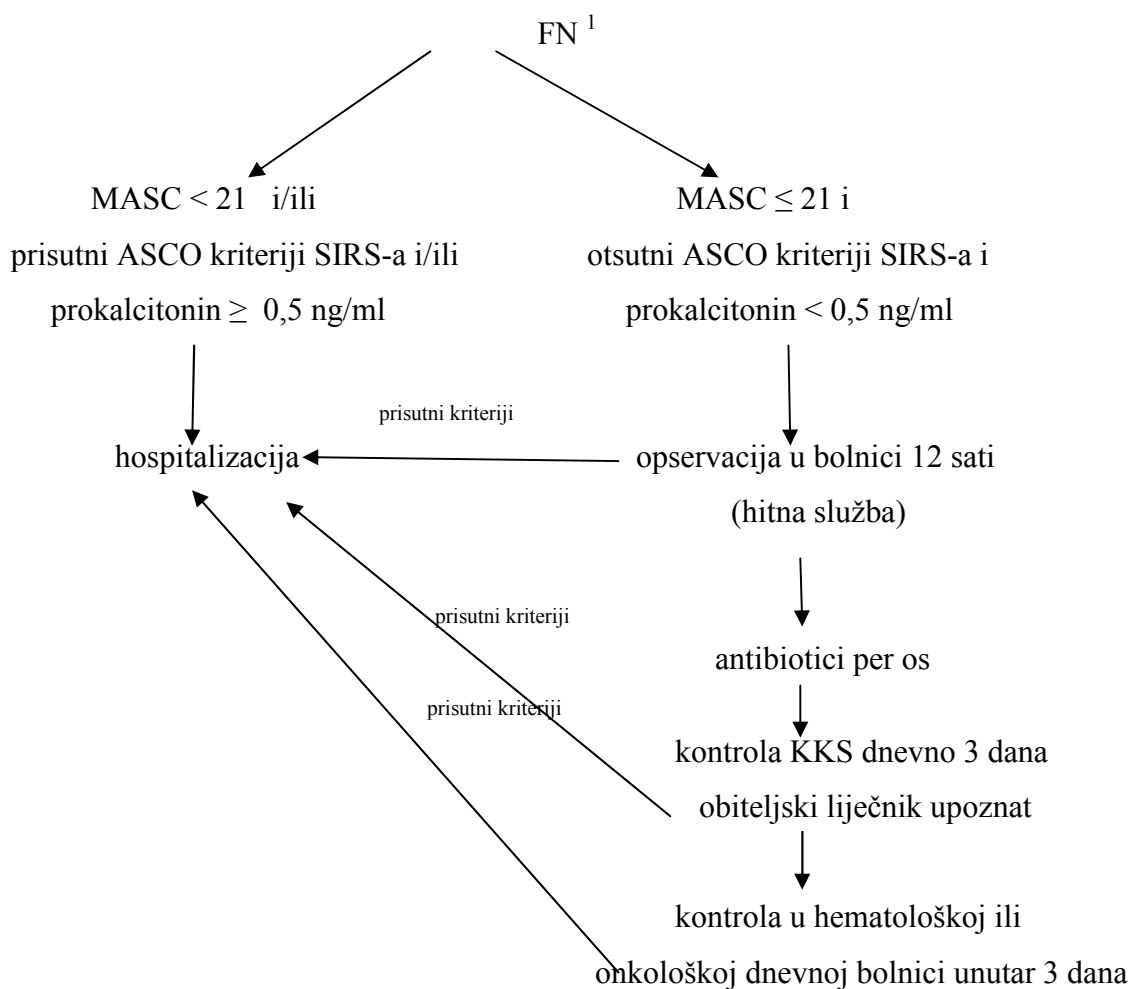 FN ¹
MASC < 21 i/ili
prisutni ASCO kriteriji SIRS-a i/ili
prokalcitonin ≥ 0,5 ng/ml
MASC ≤ 21 i
otsutni ASCO kriteriji SIRS-a i
prokalcitonin < 0,5 ng/ml
prisutni kriteriji
hospitalizacija
opservacija u bolnici 12 sati
(hitna služba)
prisutni kriteriji
antibiotici per os
prisutni kriteriji
kontrola KKS dnevno 3 dana
obiteljski liječnik upoznat
kontrola u hematološkoj ili
onkološkoj dnevnoj bolnici unutar 3 dana